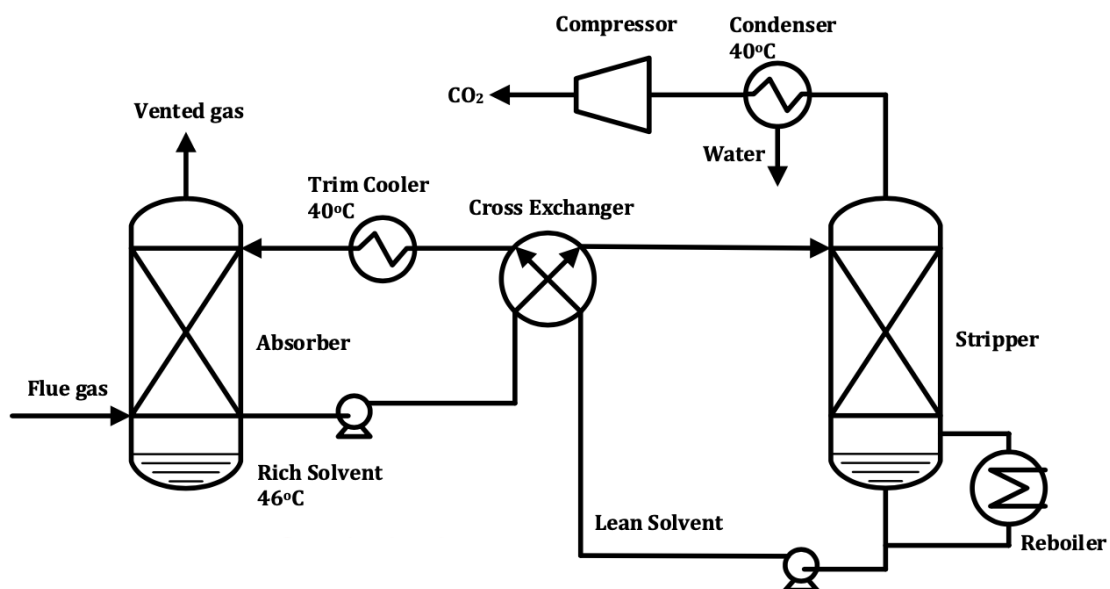 Compressor
Condenser
40°C
CO₂
Vented gas
Water
Trim Cooler
40°C
Cross Exchanger
Absorber
Stripper
Flue gas
Rich Solvent
46°C
Lean Solvent
Reboiler